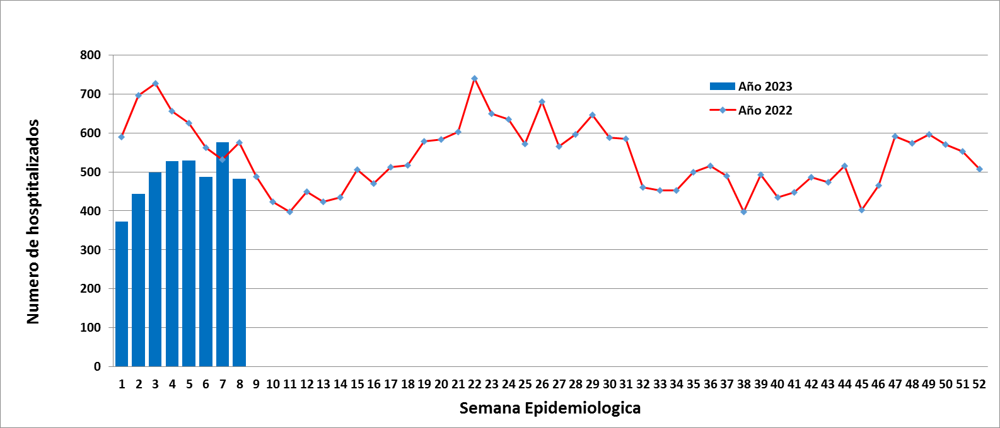 800
700
600
500
400
300
200
100
0
Numero de hosptitalizados
Año 2023
Año 2022
1 2 3 4 5 6 7 8 9 10 11 12 13 14 15 16 17 18 19 20 21 22 23 24 25 26 27 28 29 30 31 32 33 34 35 36 37 38 39 40 41 42 43 44 45 46 47 48 49 50 51 52
Semana Epidemiologica